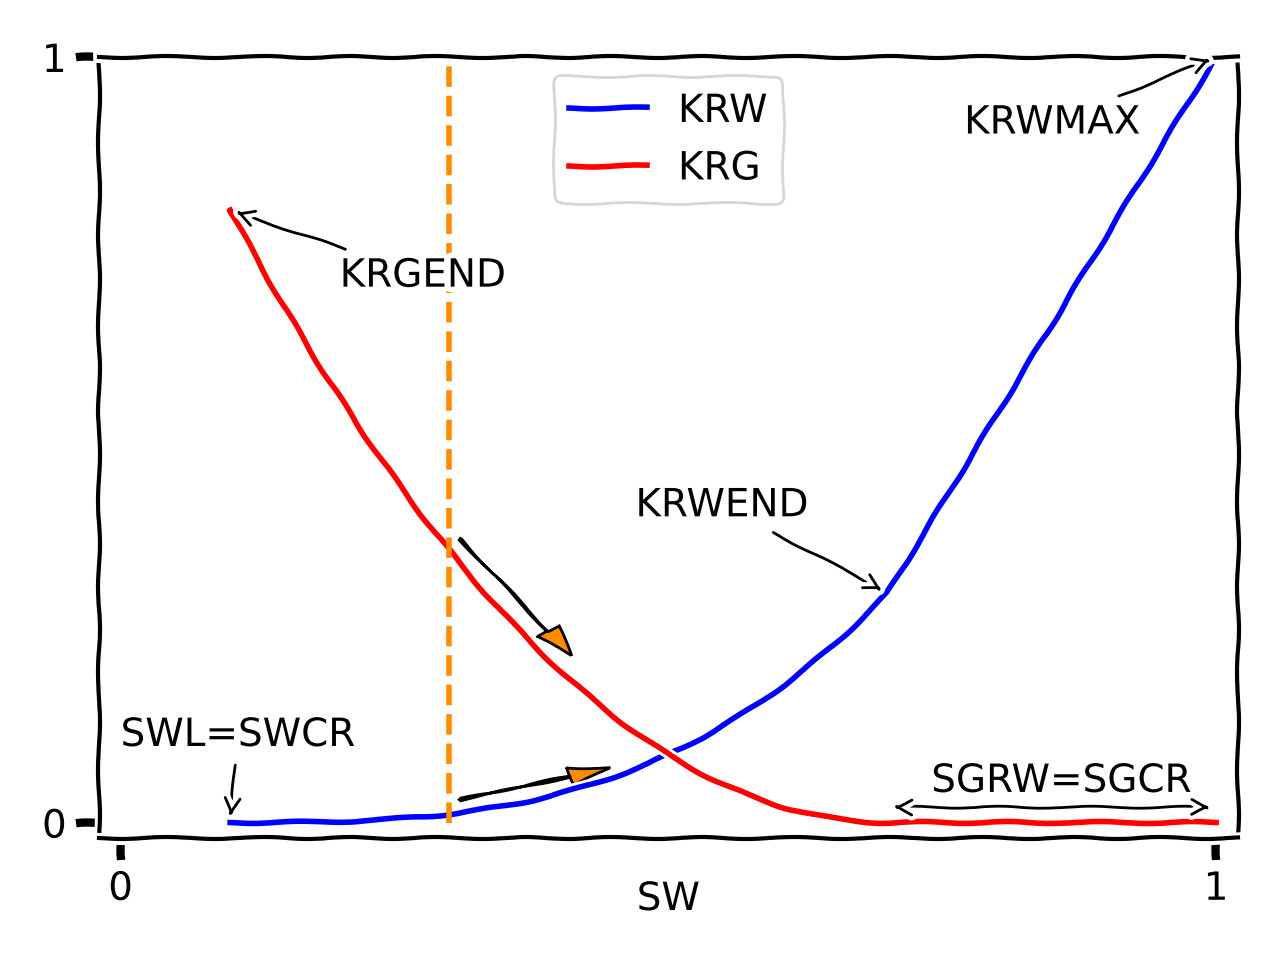 1
KRW
KRG
KRWMAX
KRGEND
KRWEND
SWL=SWCR
SGRW=SGCR
0
0
SW
1